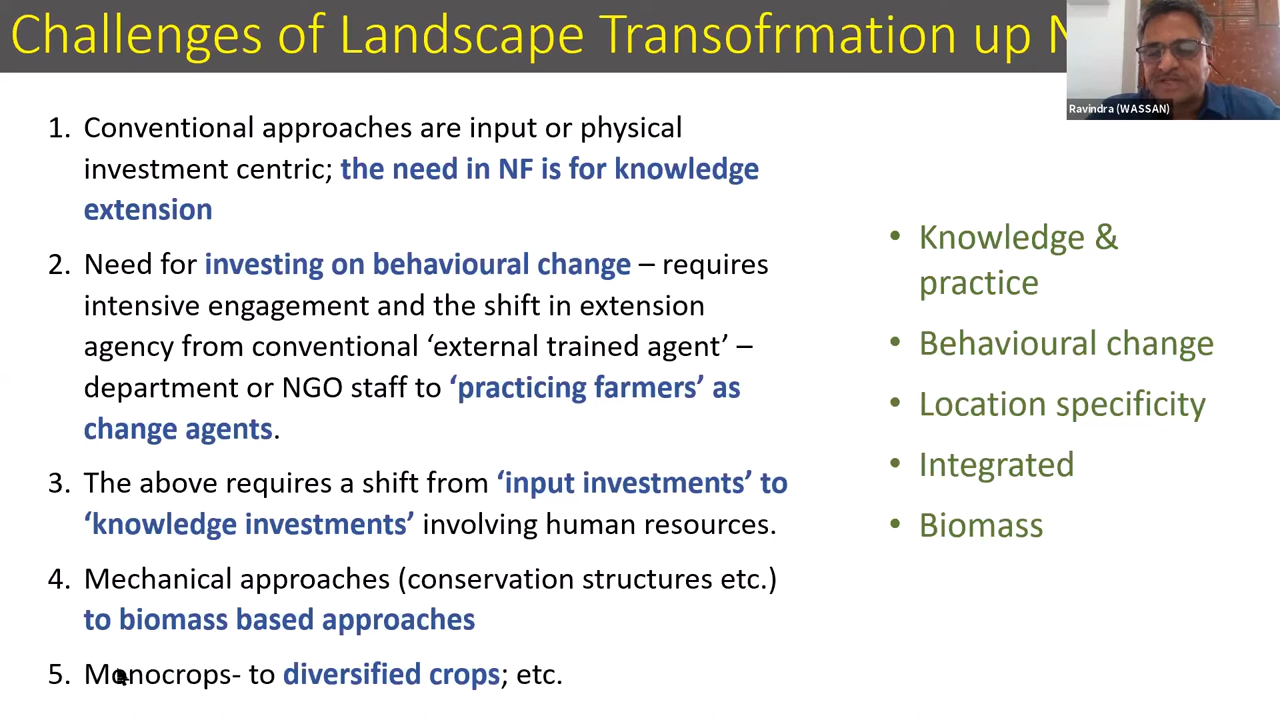 Challenges of Landscape Transofrmation up
Ravindra (WASSAN)
1. Conventional approaches are input or physical
investment centric; the need in NF is for knowledge
extension
2. Need for investing on behavioural change – requires
intensive engagement and the shift in extension
agency from conventional ‘external trained agent’ –
department or NGO staff to ‘practicing farmers’ as
change agents.
3. The above requires a shift from ‘input investments’ to
‘knowledge investments’ involving human resources.
4. Mechanical approaches (conservation structures etc.)
to biomass based approaches
5. Monocrops- to diversified crops; etc.
• Knowledge &
practice
• Behavioural change
• Location specificity
• Integrated
• Biomass